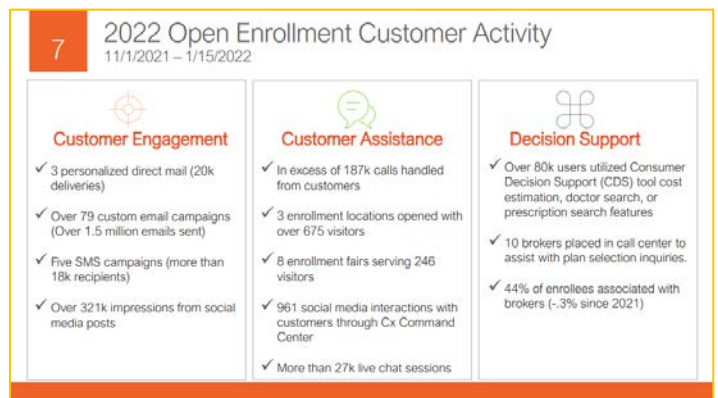 7
2022 Open Enrollment Customer Activity
11/1/2021 – 1/15/2022
Customer Engagement
✓ 3 personalized direct mail (20k
deliveries)
✓ Over 79 custom email campaigns
(Over 1.5 million emails sent)
✓ Five SMS campaigns (more than
18k recipients)
✓ Over 321k impressions from social
media posts
Customer Assistance
✓ In excess of 187k calls handled
from customers
✓ 3 enrollment locations opened with
over 675 visitors
✓ 8 enrollment fairs serving 246
visitors
✓ 961 social media interactions with
customers through Cx Command
Center
✓ More than 27k live chat sessions
Decision Support
✓ Over 80k users utilized Consumer
Decision Support (CDS) tool cost
estimation, doctor search, or
prescription search features
✓ 10 brokers placed in call center to
assist with plan selection inquiries.
✓ 44% of enrollees associated with
brokers (-.3% since 2021)